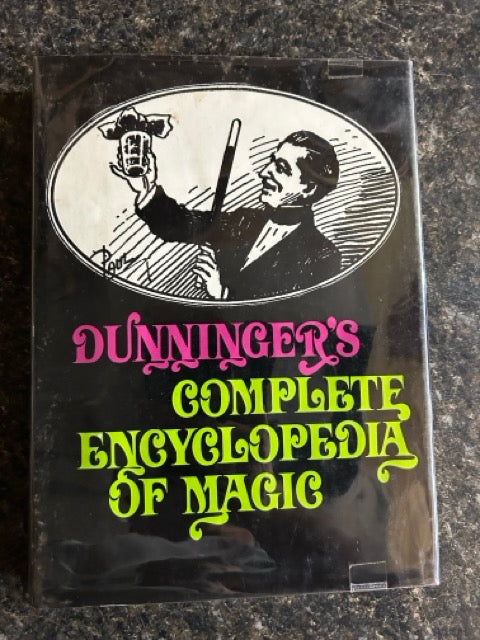 DUNNINGER'S
COMPLETE
ENCYCLOPEDIA
OF MAGIC